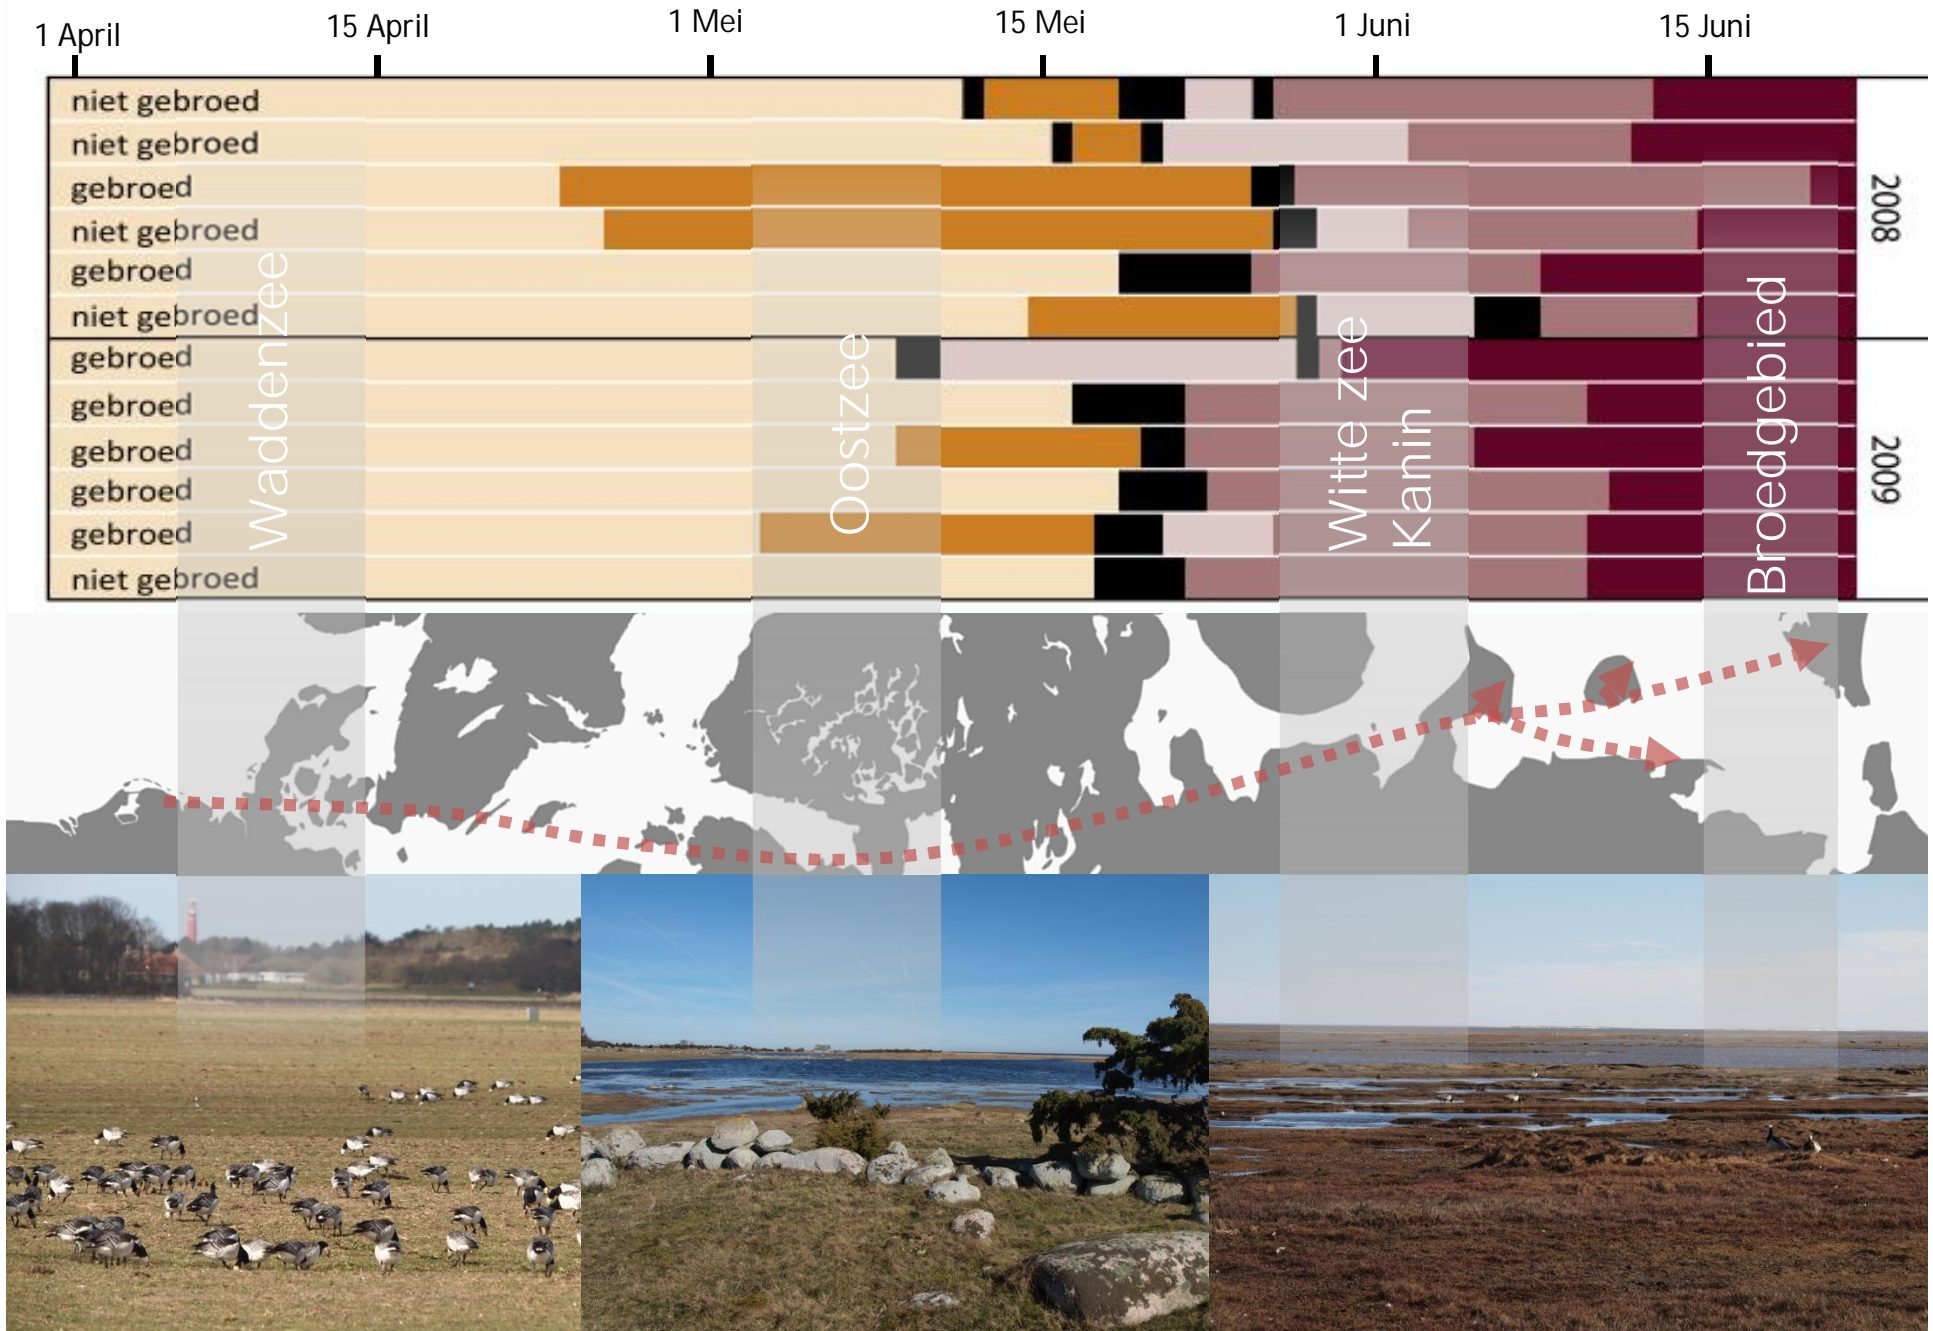 1 April
15 April
1 Mei
15 Mei
1 Juni
15 Juni
niet gebroed
niet gebroed
gebroed
niet gebroed
gebroed
niet gebroed
2008
gebroed
gebroed
gebroed
gebroed
gebroed
niet gebroed
2009
Waddenzee
Oostzee
Witte zee
Kanin
Broedgebied